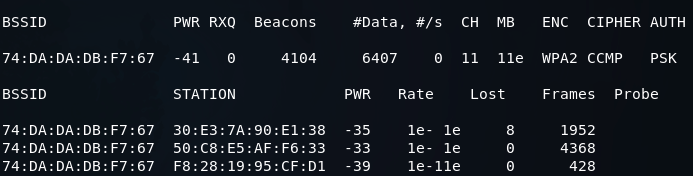 BSSID PWR RXQ Beacons #Data, #/s CH MB ENC CIPHER AUTH
74:DA:DA:DB:F7:67 -41 0 4104 6407 0 11 11e WPA2 CCMP PSK
BSSID STATION PWR Rate Lost Frames Probe
74:DA:DA:DB:F7:67 30:E3:7A:90:E1:38 -35 1e- 1e 8 1952
74:DA:DA:DB:F7:67 50:C8:E5:AF:F6:33 -33 1e- 1e 0 4368
74:DA:DA:DB:F7:67 F8:28:19:95:CF:D1 -39 1e-11e 0 428